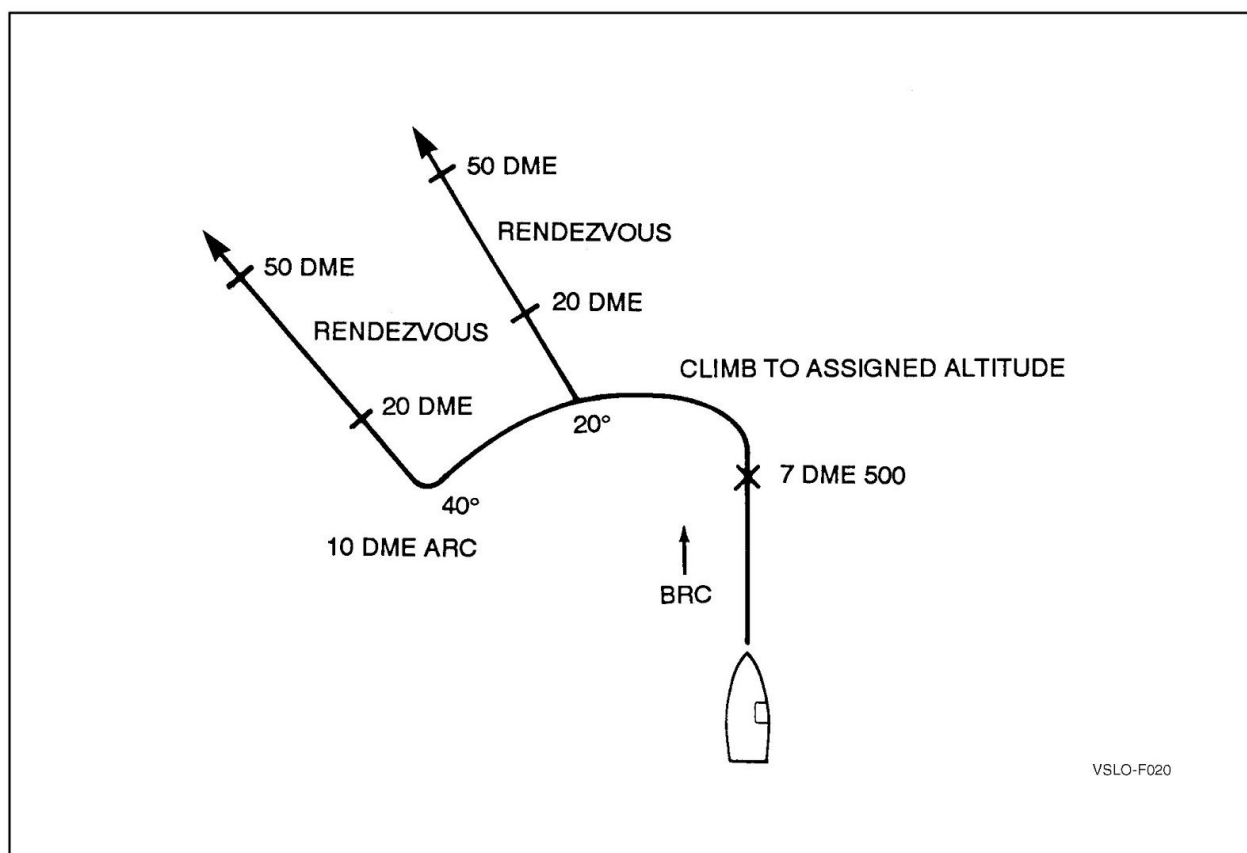 50 DME
RENDEZVOUS
50 DME
20 DME
RENDEZVOUS
CLIMB TO ASSIGNED ALTITUDE
20 DME
20°
7 DME 500
40°
10 DME ARC
BRC
VSLO-F020